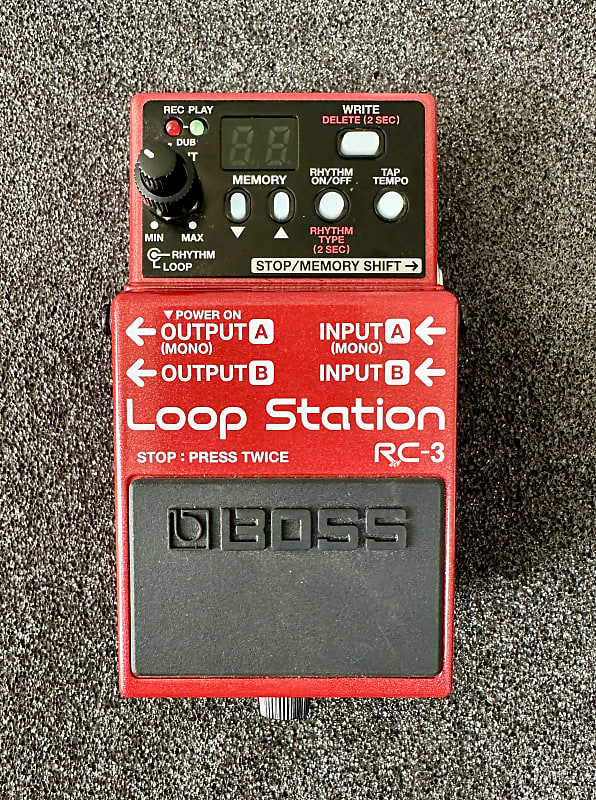 REC PLAY
DUB
WRITE
DELETE (2 SEC)
MEMORY
RHYTHM
ON/OFF
TAP
TEMPO
RHYTHM
TYPE
(2 SEC)
MIN MAX
RHYTHM
LOOP
STOP/MEMORY SHIFT →
▼POWER ON
← OUTPUT A
(MONO)
INPUT A ←
(MONO)
← OUTPUT B
INPUT B ←
Loop Station
STOP : PRESS TWICE
RC-3
BOSS